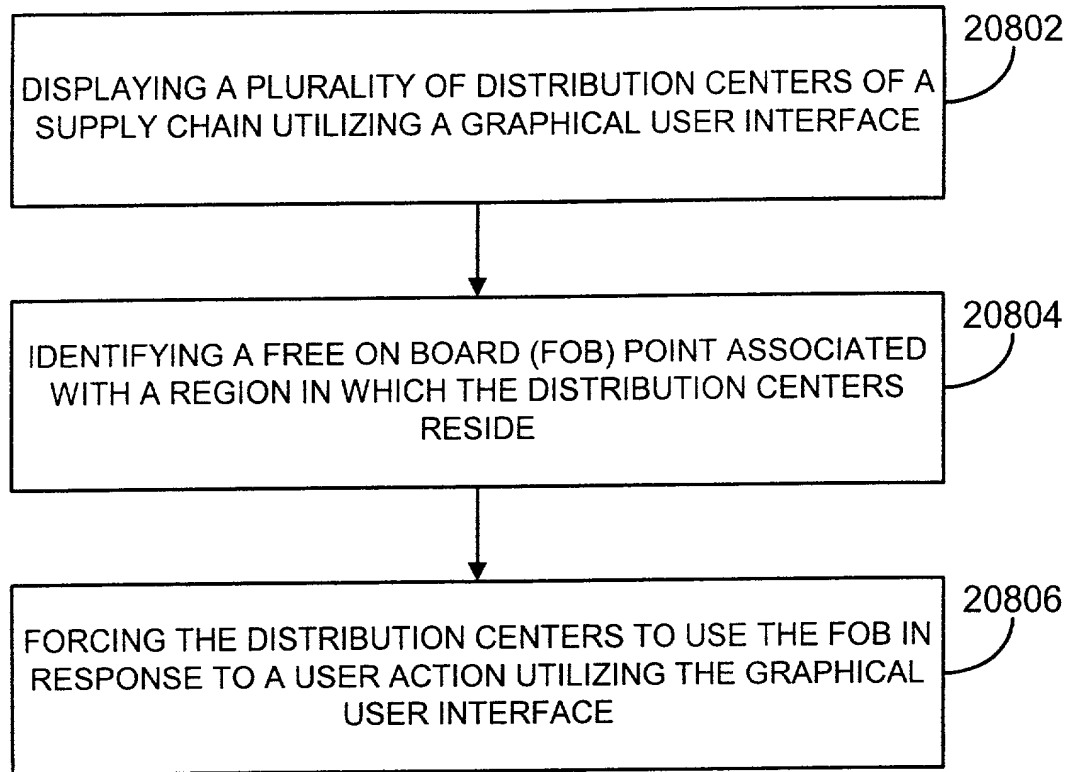 20802
DISPLAYING A PLURALITY OF DISTRIBUTION CENTERS OF A
SUPPLY CHAIN UTILIZING A GRAPHICAL USER INTERFACE
20804
IDENTIFYING A FREE ON BOARD (FOB) POINT ASSOCIATED
WITH A REGION IN WHICH THE DISTRIBUTION CENTERS
RESIDE
20806
FORCING THE DISTRIBUTION CENTERS TO USE THE FOB IN
RESPONSE TO A USER ACTION UTILIZING THE GRAPHICAL
USER INTERFACE